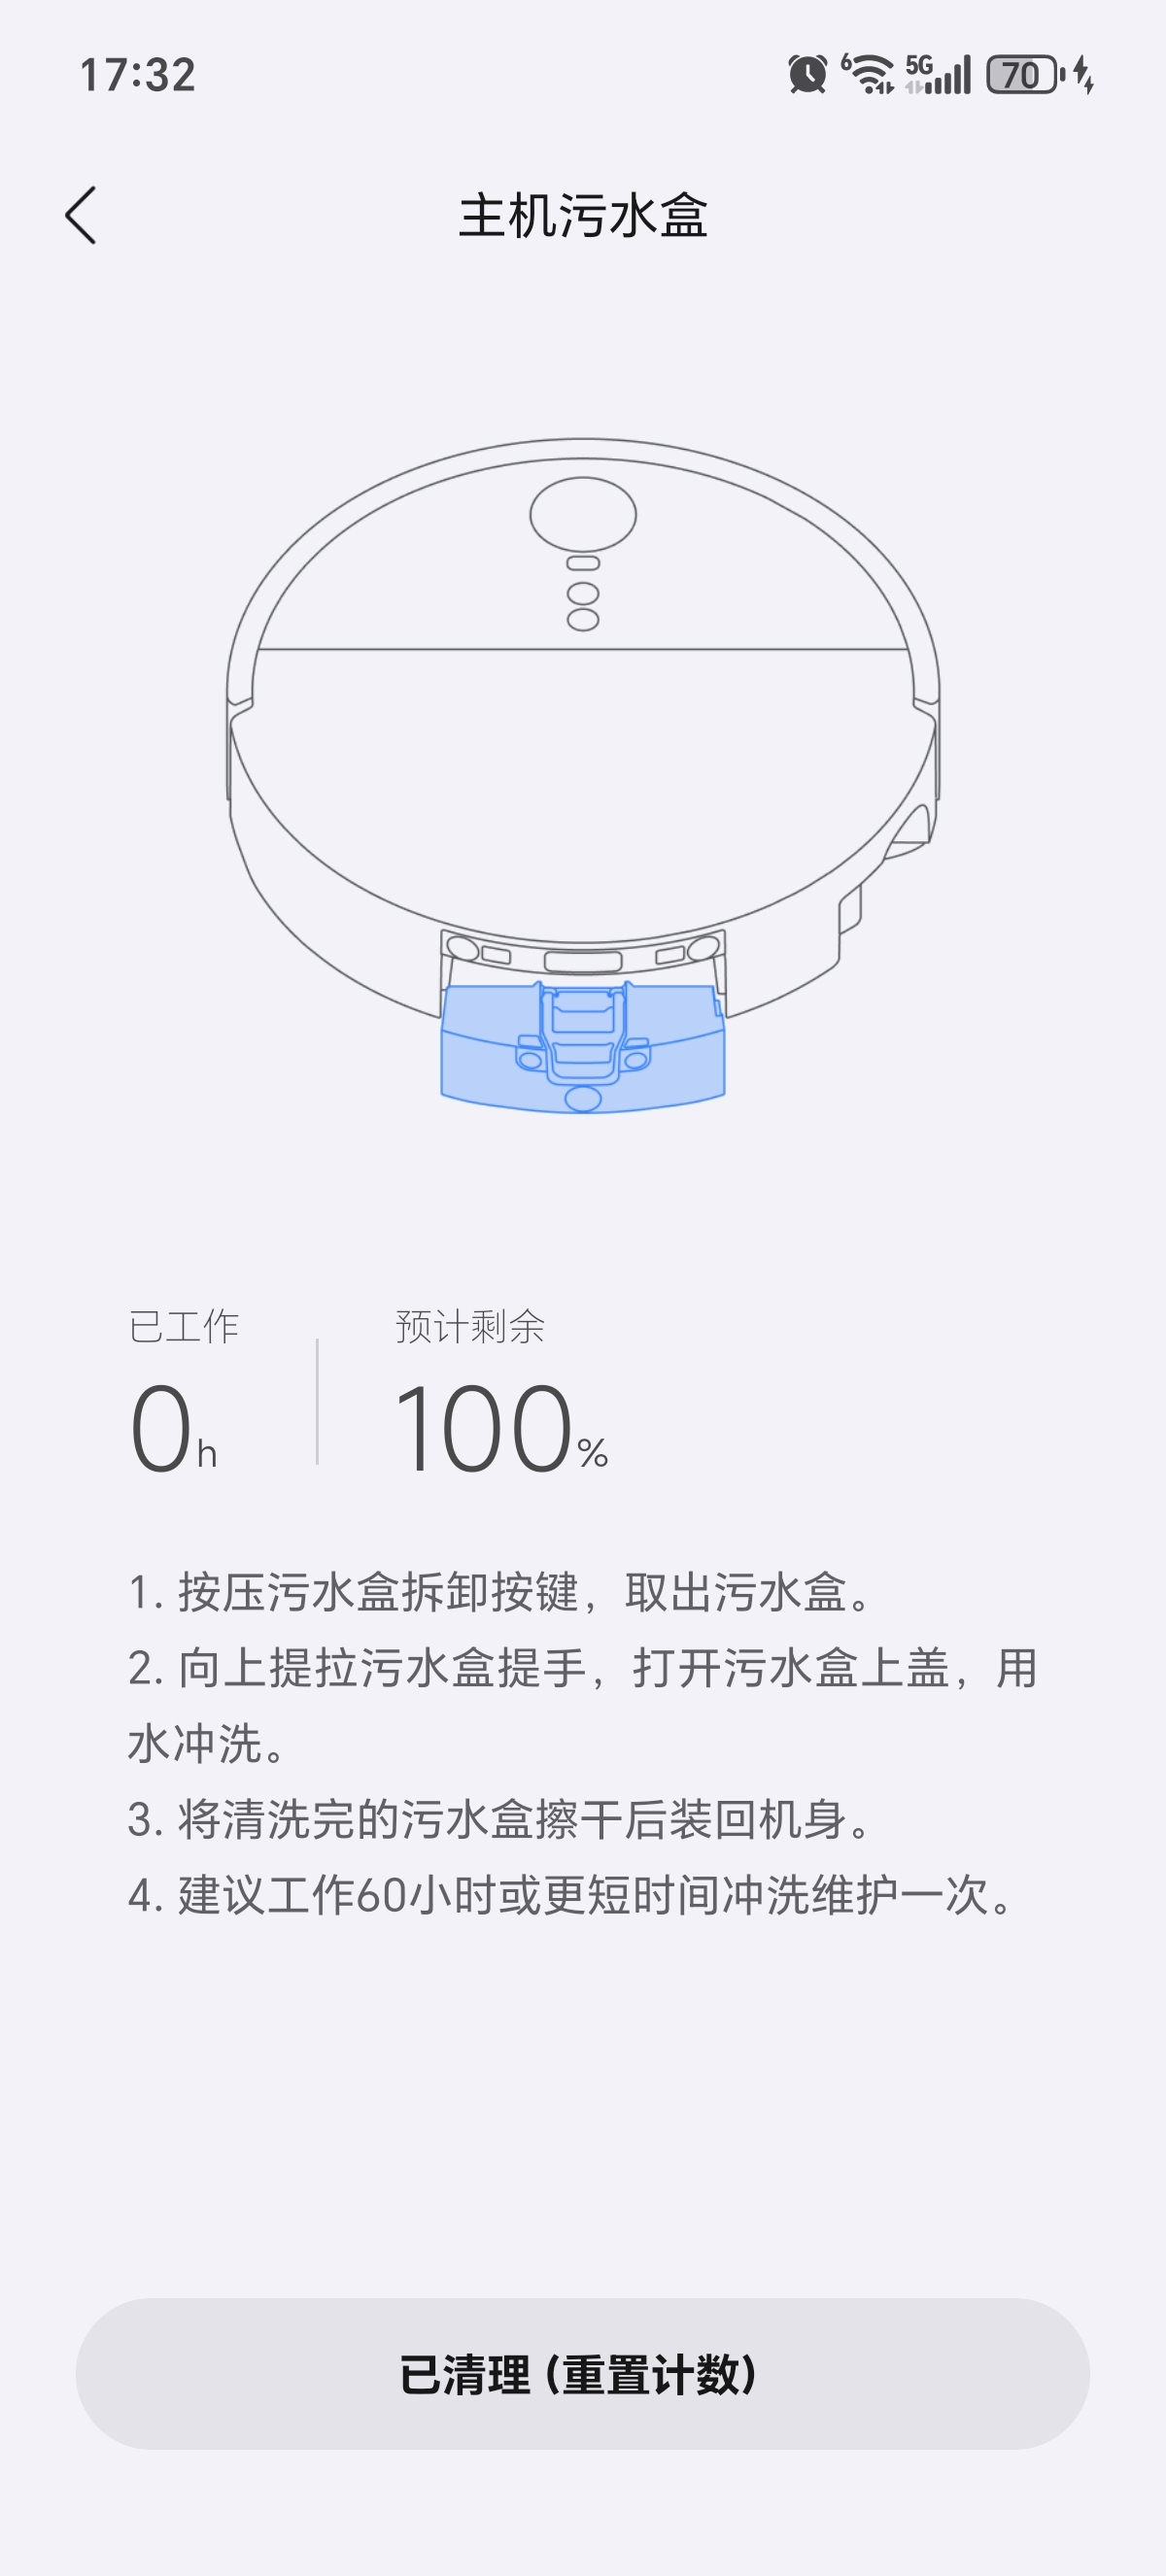 17:32
6
5G
70
主机污水盒
已工作
预计剩余
0h
100%
1. 按压污水盒拆卸按键，取出污水盒。
2. 向上提拉污水盒提手，打开污水盒上盖，用
水冲洗。
3. 将清洗完的污水盒擦干后装回机身。
4. 建议工作60小时或更短时间冲洗维护一次。
已清理 (重置计数)